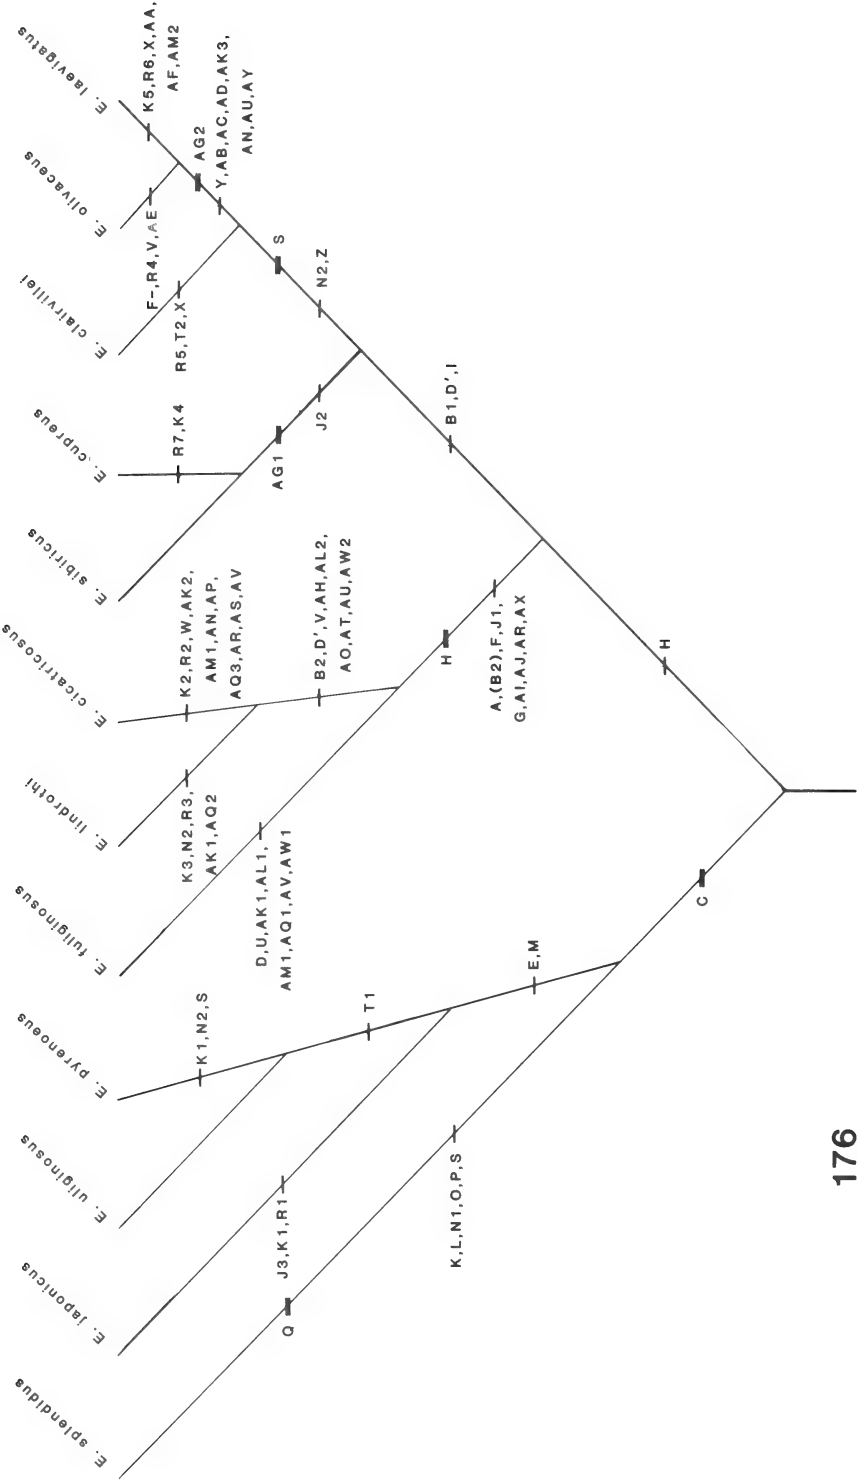 E. laevigatus
E. olivaceus
E. clairvillei
E. cupreus
E. sibiricus
E. cicatricosus
E. lindrothi
E. fuliginosus
E. pyrenoeus
E. uliginosus
E. japonicus
E. splendidus
K5,R6,X,AA,
AF,AM2
F-,R4,V,AE
AG2
Y,AB,AC,AD,AK3,
AN,AU,AY
R5,T2,X
S
N2,Z
R7,K4
AG1
J2
B1,D',I
K2,R2,W,AK2,
AM1,AN,AP,
AQ3,AR,AS,AV
B2,D',V,AH,AL2,
AO,AT,AU,AW2
K3,N2,R3,
AK1,AQ2
H
A,(B2),F,J1,
G,AI,AJ,AR,AX
H
D,U,AK1,AL1,
AM1,AQ1,AV,AW1
C
K1,N2,S
T1
E,M
J3,K1,R1
Q
K,L,N1,O,P,S
176